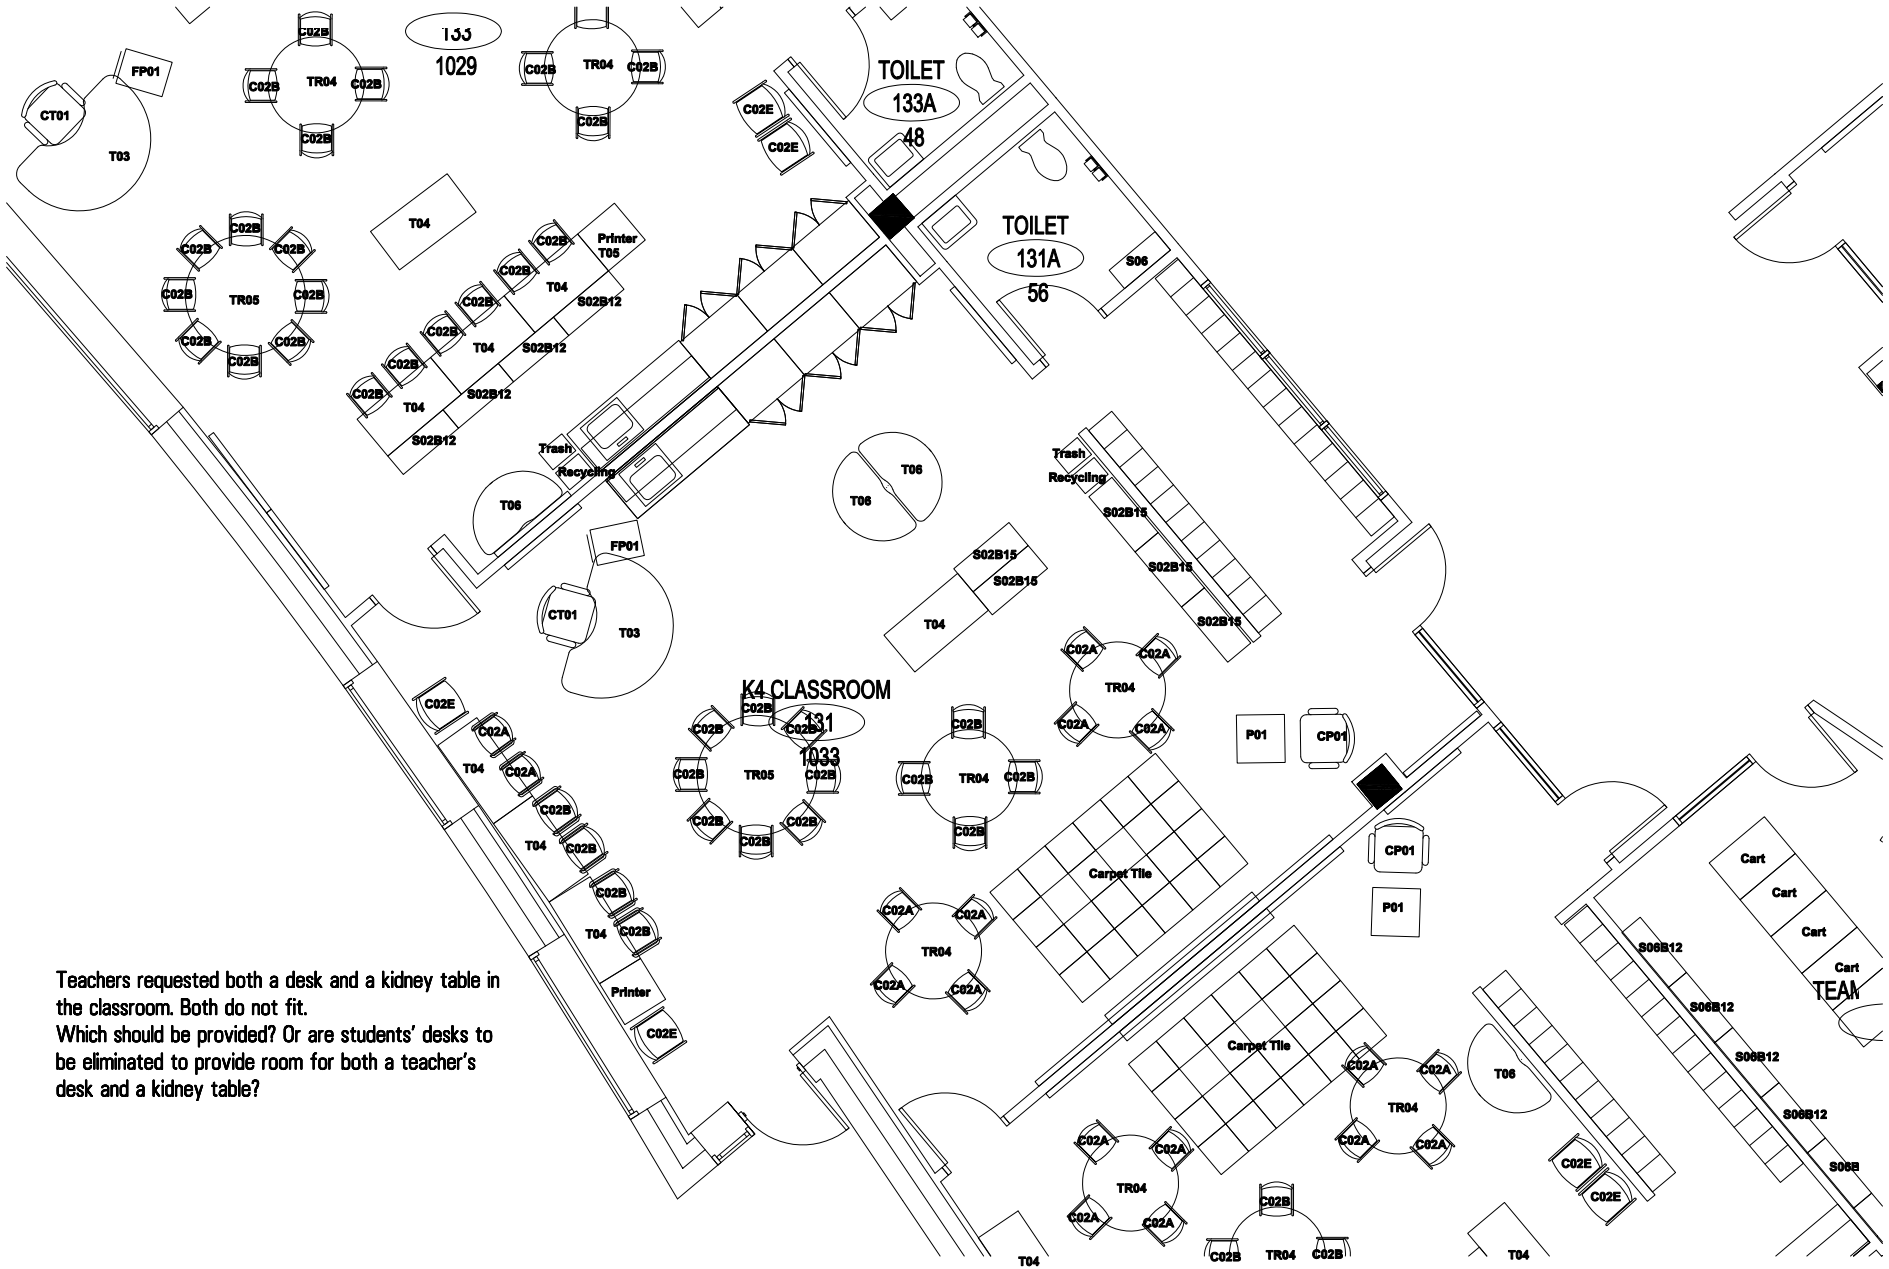 C02B
133
1029
TR04
C02B
C02B
C02B
C02B
TR04
C02B
C02B
FP01
CT01
T03
TOILET
133A
48
C02E
C02E
T04
TOILET
131A
56
S06
C02B
C02B
C02B
C02B
C02B
C02B
C02B
C02B
TR05
Printer
T05
C02B
C02B
C02B
C02B
C02B
C02B
T04
T04
T04
S02B12
S02B12
S02B12
S02B12
Trash
Recycling
T06
T06
T06
Trash
Recycling
S02B15
S02B15
S02B15
S02B15
S02B15
T04
FP01
CT01
T03
K4 CLASSROOM
131
1033
C02B
C02B
C02B
C02B
C02B
C02B
C02B
C02B
TR05
C02B
C02B
C02B
C02B
TR04
C02A
C02A
C02A
C02A
TR04
P01
CP01
CP01
P01
C02E
C02A
C02A
C02B
C02B
C02B
C02B
T04
T04
T04
Printer
C02E
Carpet Tile
C02A
C02A
C02A
C02A
TR04
Cart
Cart
Cart
Cart
S06B12
S06B12
S06B12
S06B12
S06B
Teachers requested both a desk and a kidney table in
the classroom. Both do not fit.
Which should be provided? Or are students' desks to
be eliminated to provide room for both a teacher's
desk and a kidney table?
Carpet Tile
C02A
C02A
C02A
C02A
TR04
T06
C02A
C02A
C02A
C02A
TR04
C02E
C02E
C02B
C02B
TR04
C02B
T04
T04